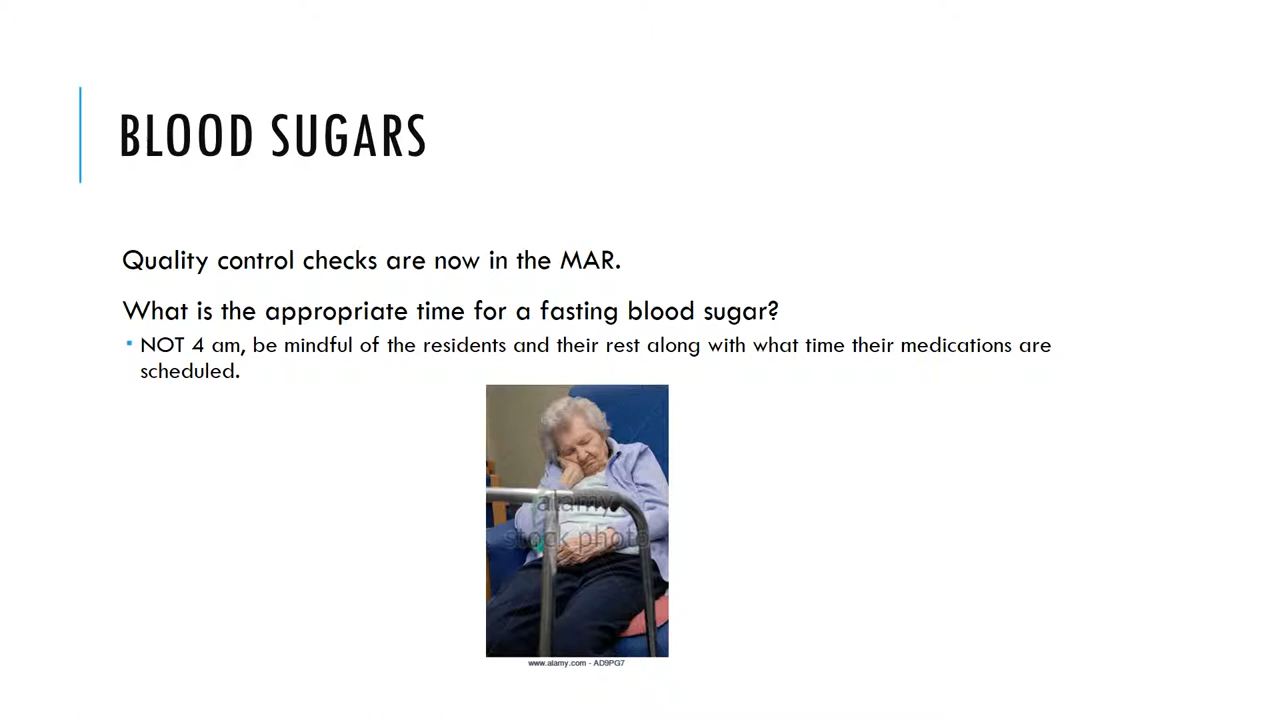 BLOOD SUGARS
Quality control checks are now in the MAR.
What is the appropriate time for a fasting blood sugar?
NOT 4 am, be mindful of the residents and their rest along with what time their medications are
scheduled.
alamy
stock photo
www.alamy.com - AD9PG7